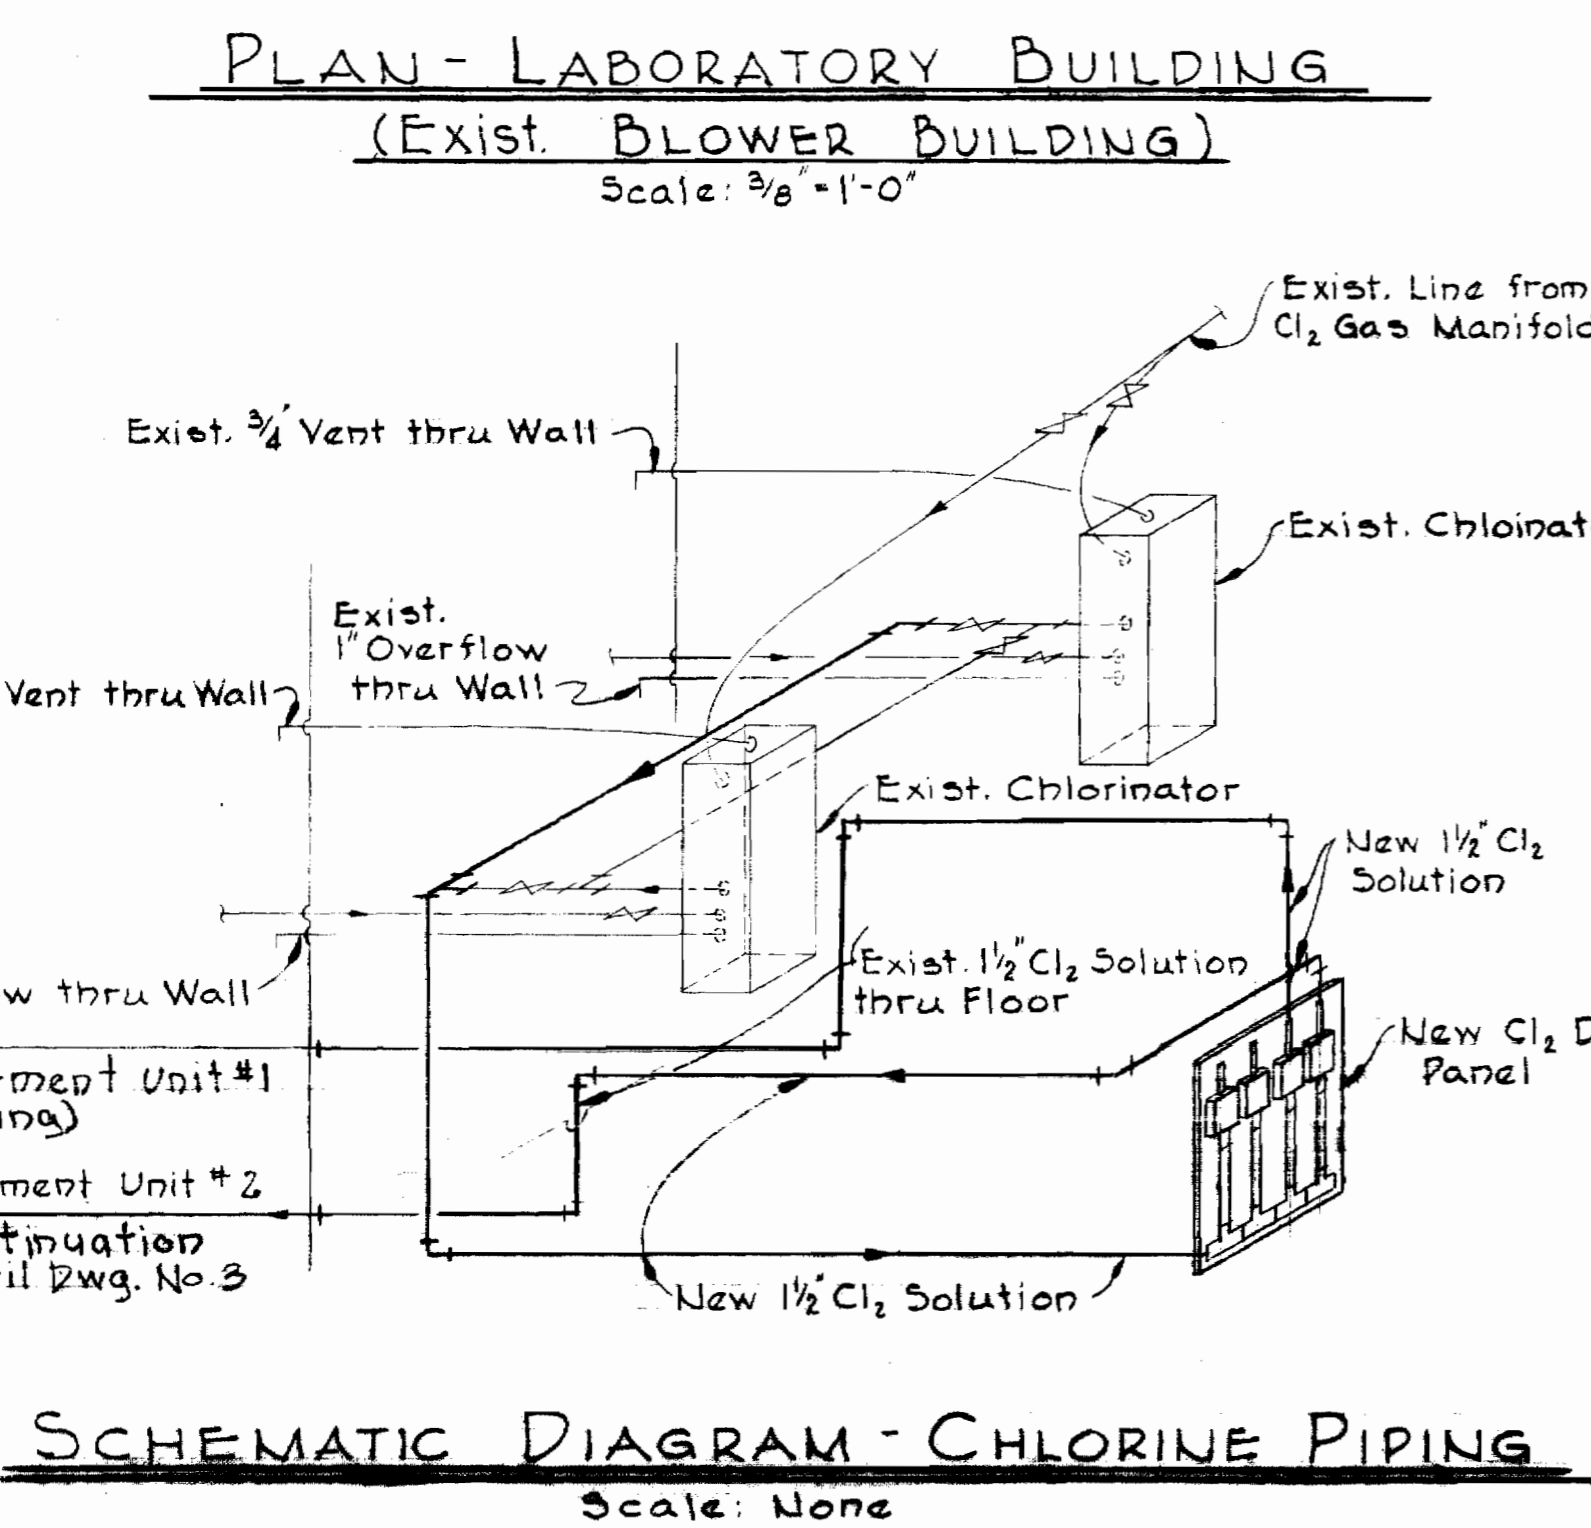 PLAN - LABORATORY BUILDING
(Exist. BLOWER BUILDING)
Scale: 3/8" = 1'-0"
Exist. Line from
Cl2 Gas Manifold
Exist. 3/4" Vent thru Wall
Exist. Chloinat
Exist.
1" Overflow
thru Wall
Vent thru Wall
Exist. Chlorinator
New 1½" Cl2
Solution
Exist. 1½" Cl2 Solution
thru Floor
w thru Wall
New Cl2 D
Panel
ment Unit #1
ing)
ment Unit #2
tinuation
il Dwg. No. 3
New 1½" Cl2 Solution
SCHEMATIC DIAGRAM - CHLORINE PIPING
Scale: None